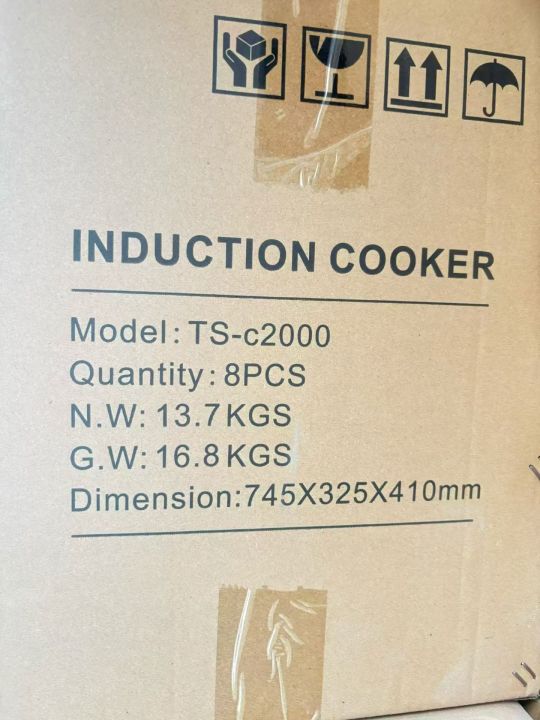 INDUCTION COOKER
Model: TS-c2000
Quantity: 8PCS
N.W: 13.7KGS
G.W: 16.8KGS
Dimension:745X325X410mm